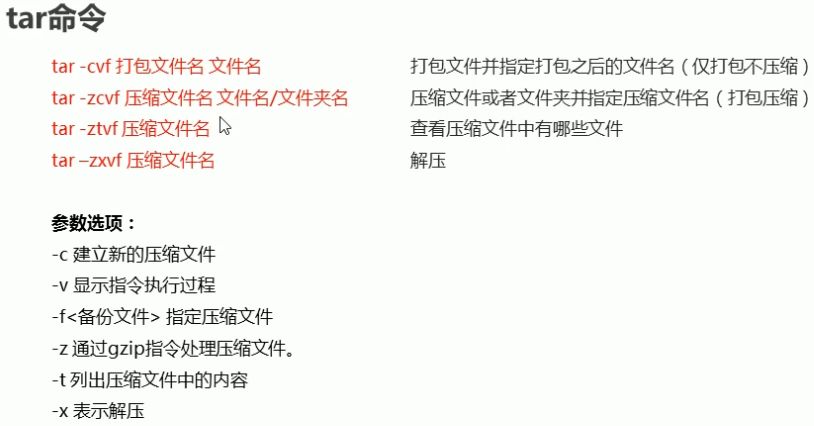 tar命令
tar -cvf 打包文件名 文件名 打包文件并指定打包之后的文件名（仅打包不压缩）
tar -zcvf 压缩文件名 文件名/文件夹名 压缩文件或者文件夹并指定压缩文件名（打包压缩）
tar -ztvf 压缩文件名 查看压缩文件中有哪些文件
tar –zxvf 压缩文件名 解压
参数选项：
-c 建立新的压缩文件
-v 显示指令执行过程
-f<备份文件> 指定压缩文件
-z 通过gzip指令处理压缩文件。
-t 列出压缩文件中的内容
-x 表示解压